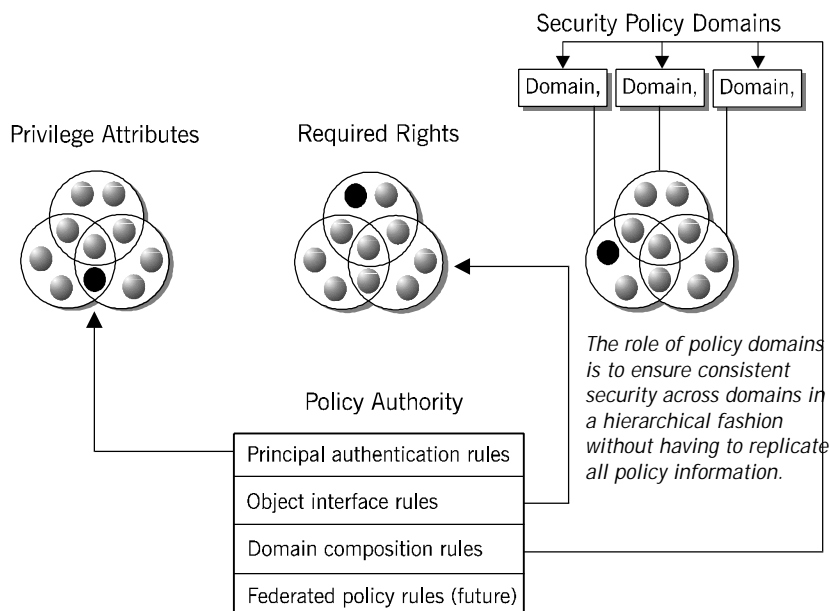 Security Policy Domains
Domain,
Domain,
Domain,
Privilege Attributes
Required Rights
The role of policy domains
is to ensure consistent
security across domains in
a hierarchical fashion
without having to replicate
all policy information.
Policy Authority
Principal authentication rules
Object interface rules
Domain composition rules
Federated policy rules (future)